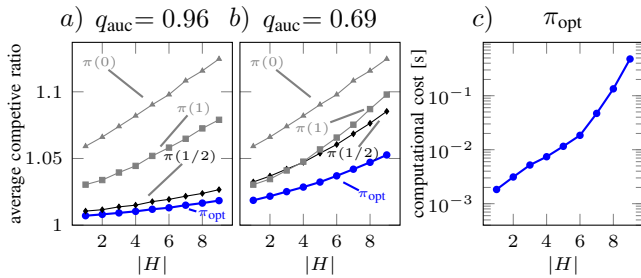 a) q_auc = 0.96
b) q_auc = 0.69
c) π_opt
average competive ratio
1.1
1.05
1
π(0)
π(1)
π(1/2)
π_opt
2 4 6 8
|H|
π(0)
π(1)
π(1/2)
π_opt
2 4 6 8
|H|
computational cost [s]
10⁻¹
10⁻²
10⁻³
2 4 6 8
|H|